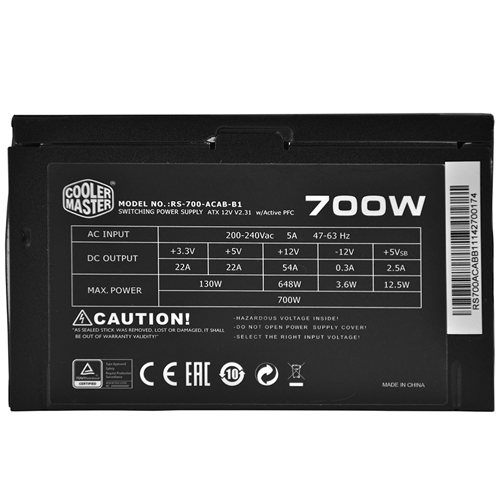 COOLER
MASTER
MODEL NO.:RS-700-ACAB-B1
SWITCHING POWER SUPPLY ATX 12V V2.31 w/Active PFC
700W
AC INPUT 200-240Vac 5A 47-63 Hz
DC OUTPUT +3.3V +5V +12V -12V +5VSB
22A 22A 54A 0.3A 2.5A
MAX. POWER 130W 648W 3.6W 12.5W
700W
CAUTION!
"AS SEALED STICK WAS REMOVED, LOST OR DAMAGED, IT SHALL
BE OUT OF WARRANTY VALIDITY"
-HAZARDOUS VOLTAGE INSIDE!
-DO NOT OPEN POWER SUPPLY!
-SELECT THE RIGHT INPUT VOLTAGE!
TÜVRheinland
CERTIFIED
CE
EAC
10
MADE IN CHINA
RS700ACABB11142700174